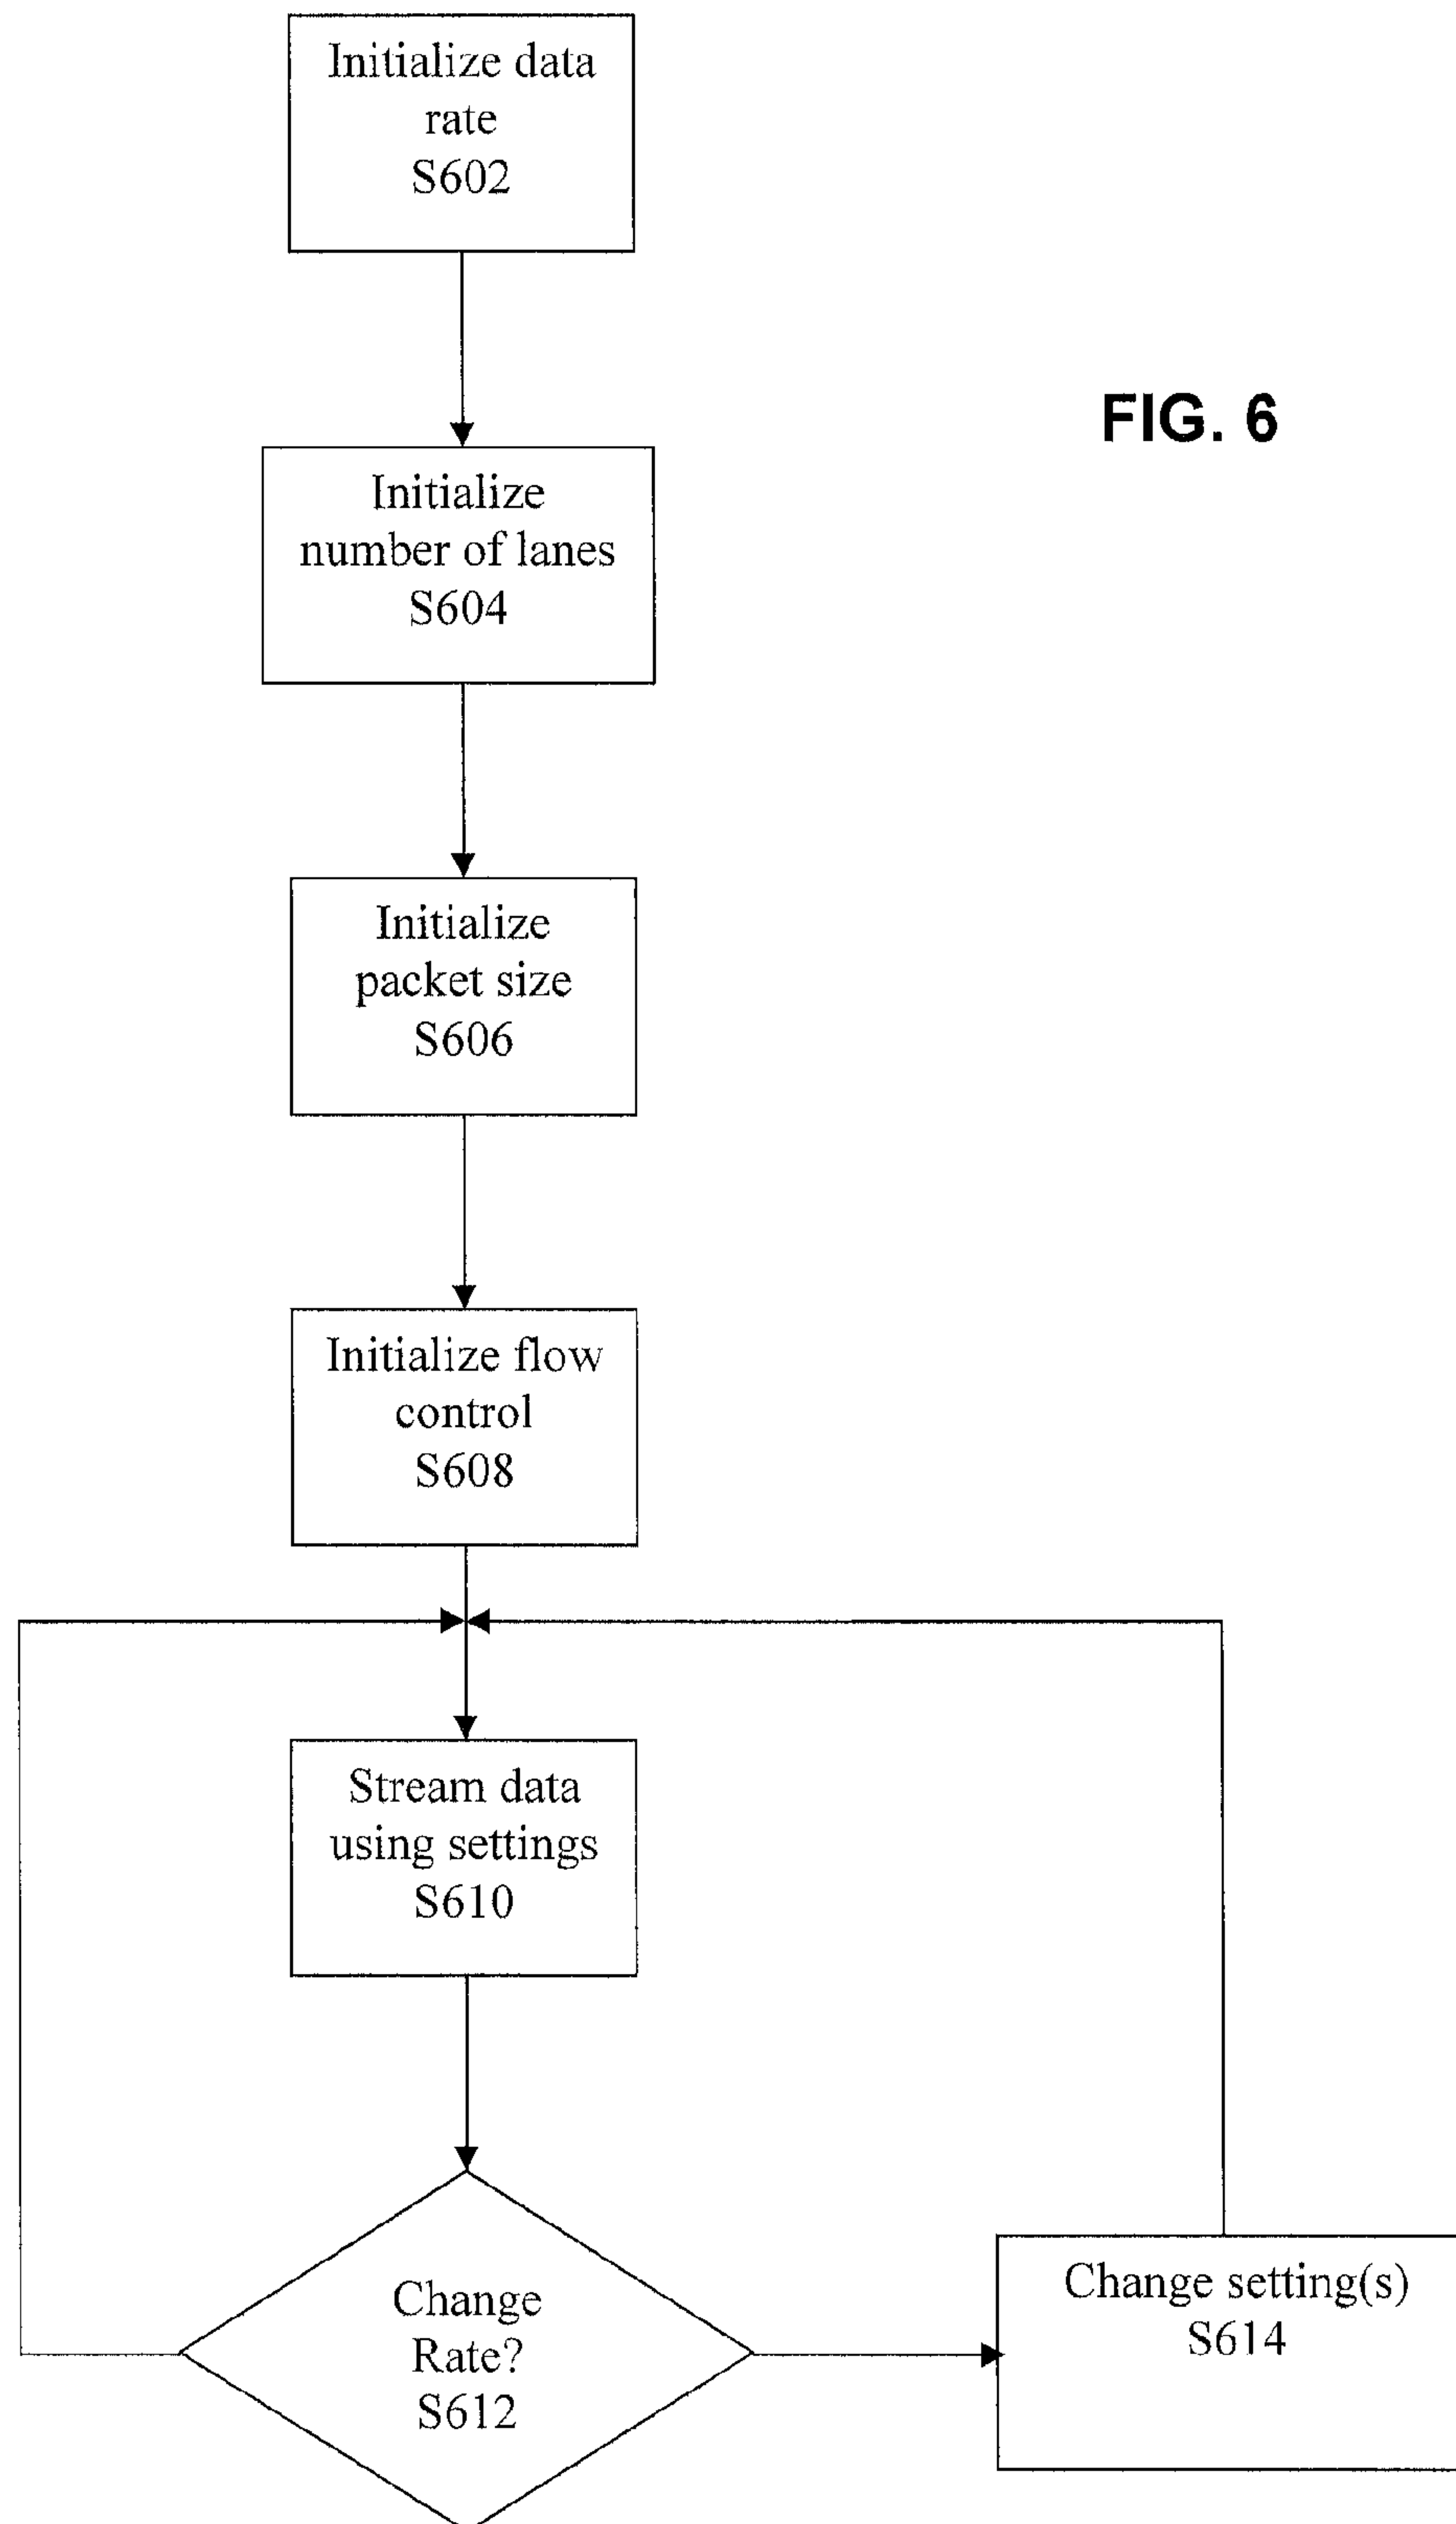 Initialize data
rate
S602
FIG. 6
Initialize
number of lanes
S604
Initialize
packet size
S606
Initialize flow
control
S608
Stream data
using settings
S610
Change
Rate?
S612
Change setting(s)
S614